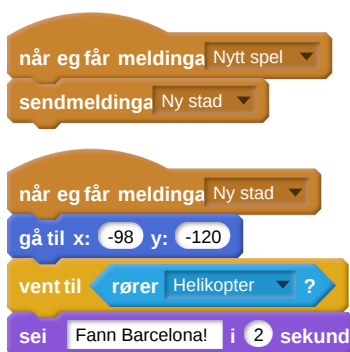 når eg får meldinga Nytt spel
sendmeldinga Ny stad
når eg får meldinga Ny stad
gå til x: -98 y: -120
vent til rører Helikopter ?
sei Fann Barcelona! i 2 sekund